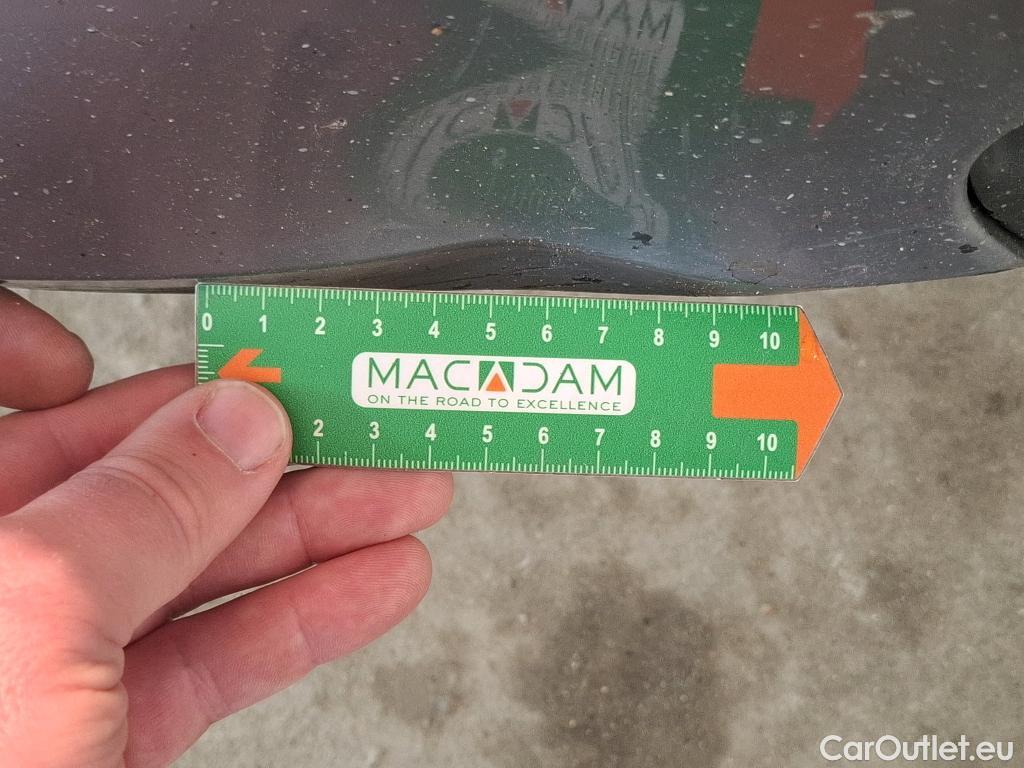 0 1 2 3 4 5 6 7 8 9 10
MACADAM
ON THE ROAD TO EXCELLENCE
2 3 4 5 6 7 8 9 10
CarOutlet.eu